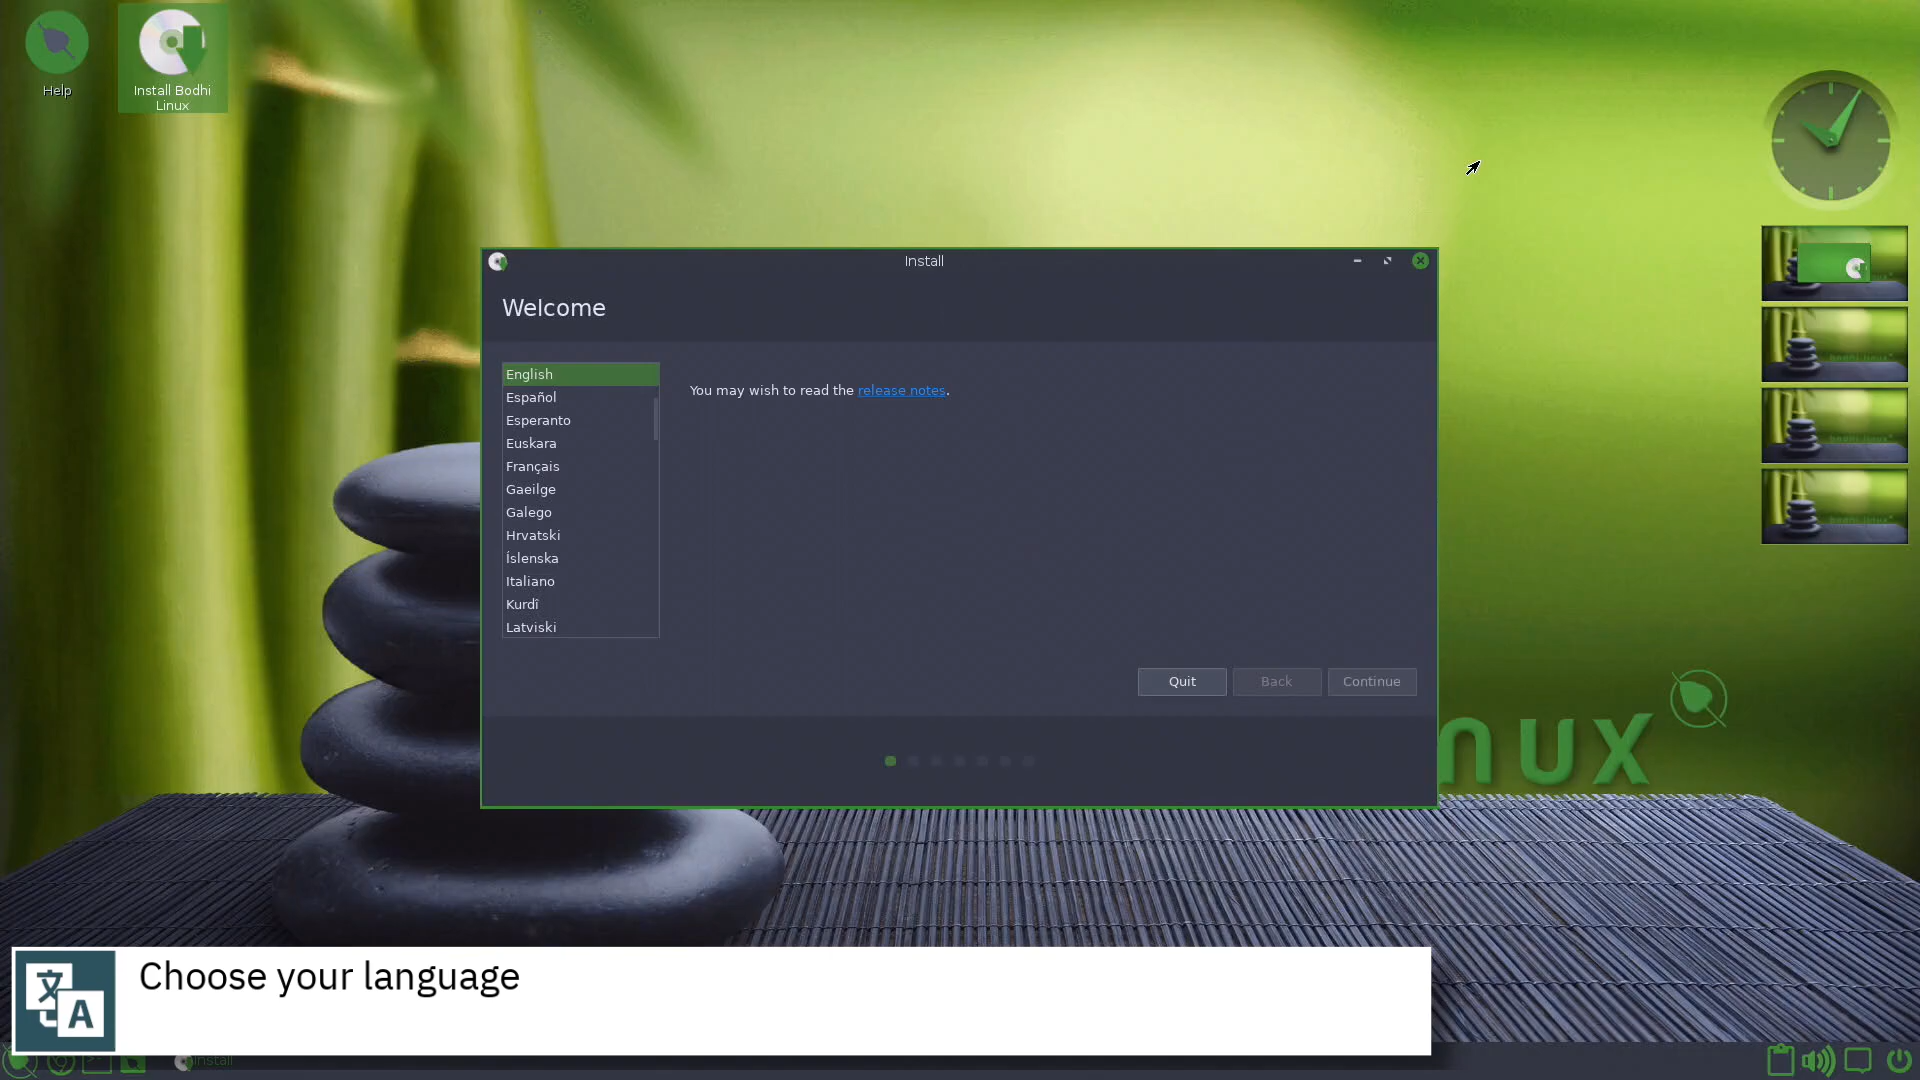 Help
Install Bodhi
Linux
Install
Welcome
English
Español
Esperanto
Euskara
Français
Gaeilge
Galego
Hrvatski
Íslenska
Italiano
Kurdî
Latviski
You may wish to read the release notes.
Quit
Back
Continue
nux
Choose your language
文
A
Install